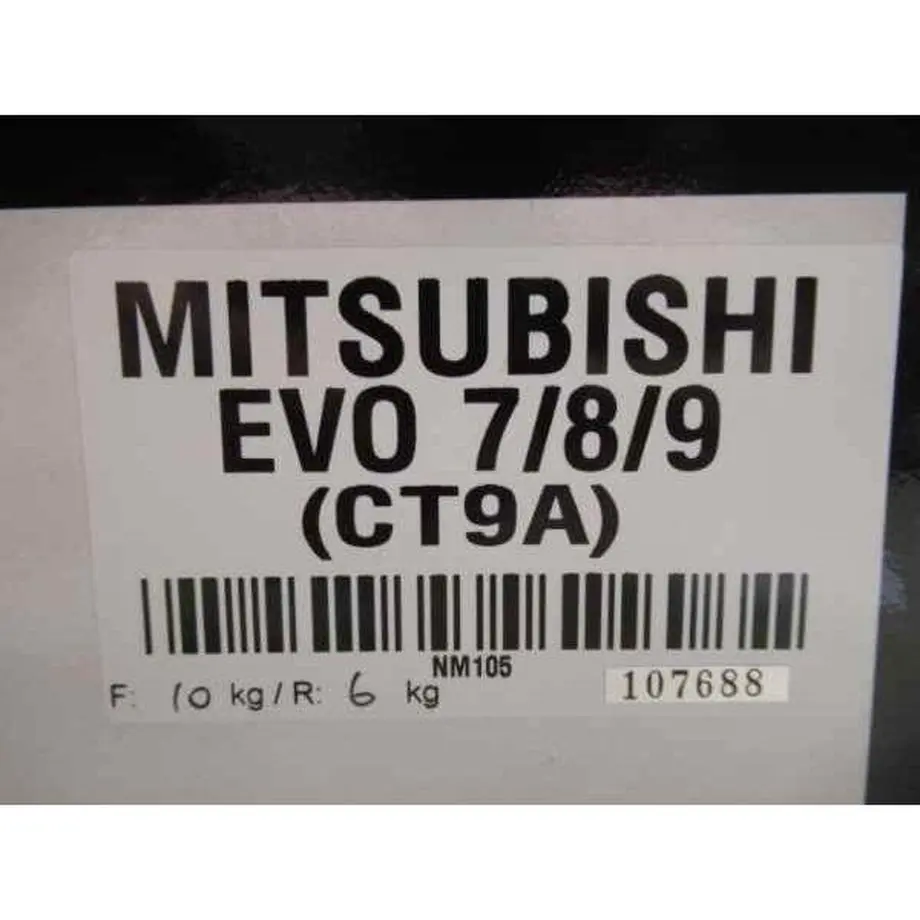 MITSUBISHI
EVO 7/8/9
(CT9A)
NM105
F: 10 kg / R: 6 kg
107688